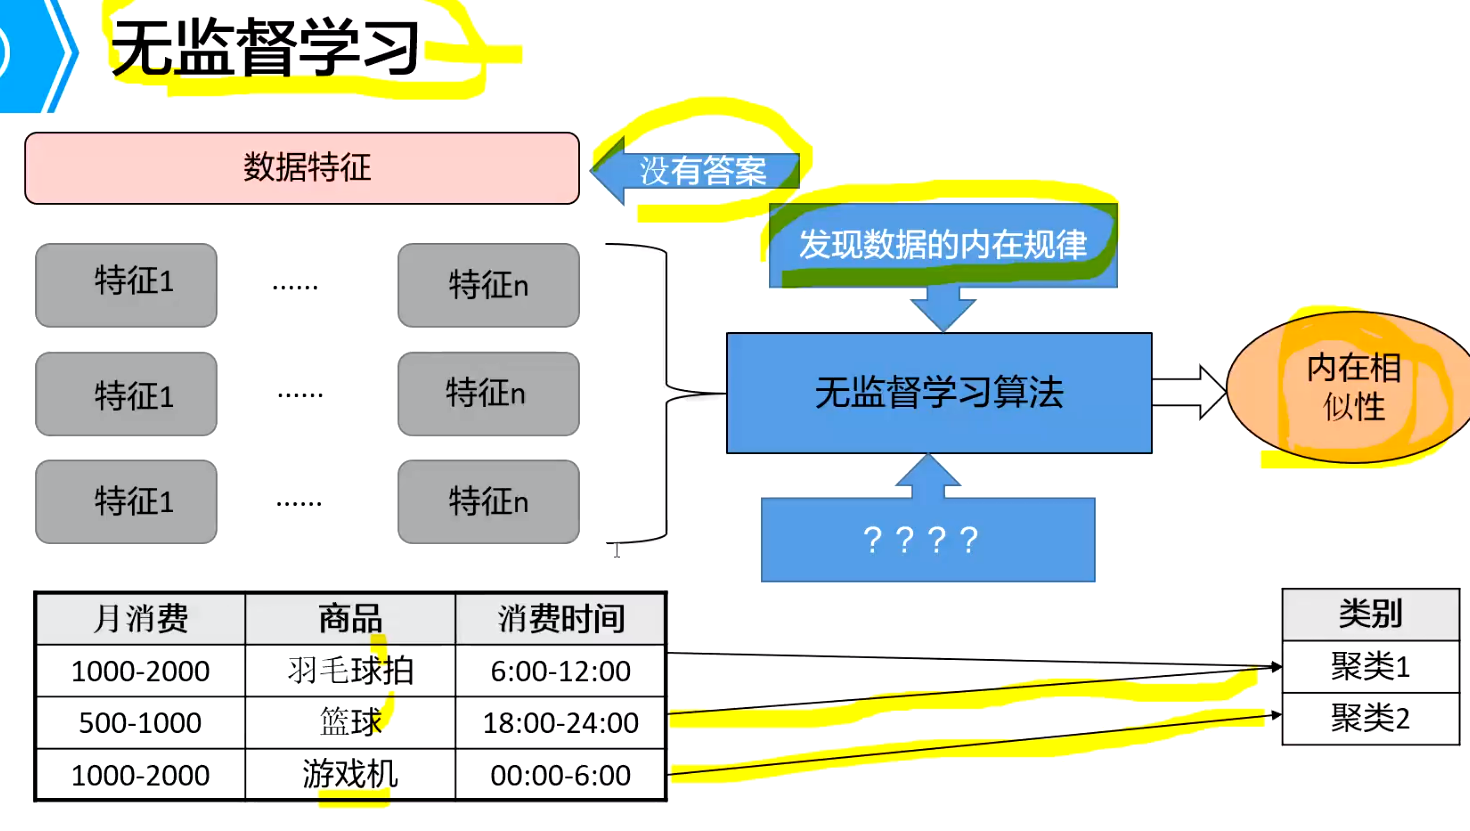 无监督学习
数据特征
没有答案
发现数据的内在规律
特征1 ...... 特征n
特征1 ...... 特征n
特征1 ...... 特征n
无监督学习算法
内在相
似性
？？？？
月消费 商品 消费时间
1000-2000 羽毛球拍 6:00-12:00
500-1000 篮球 18:00-24:00
1000-2000 游戏机 00:00-6:00
类别
聚类1
聚类2